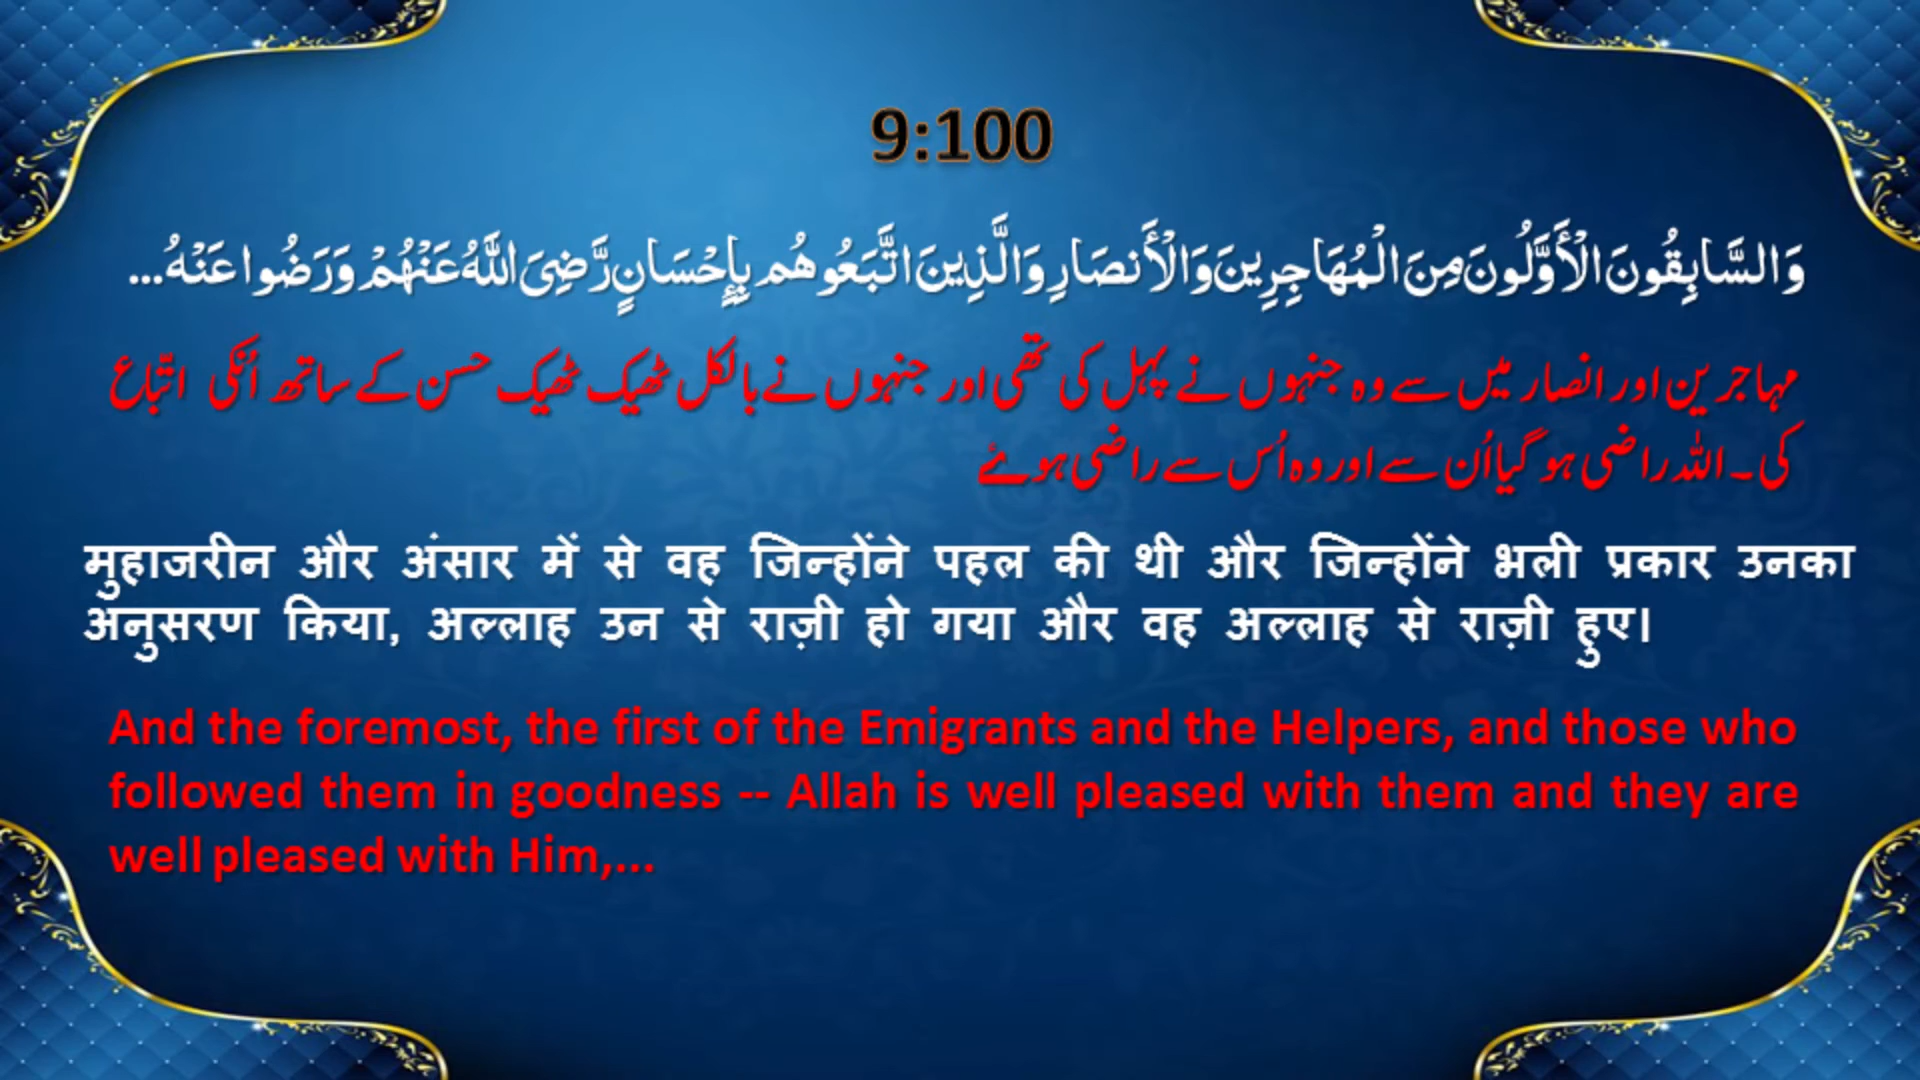 9:100
وَالسَّابِقُونَ الْأَوَّلُونَ مِنَ الْمُهَاجِرِينَ وَالْأَنصَارِ وَالَّذِينَ اتَّبَعُوهُم بِإِحْسَانٍ رَّضِيَ اللَّهُ عَنْهُمْ وَرَضُوا عَنْهُ...
مہاجرین اور انصار میں سے وہ جنہوں نے پہل کی تھی اور جنہوں نے بالکل ٹھیک ٹھیک حسن کے ساتھ اُنکی اتّباع
کی۔ اللہ راضی ہو گیا اُن سے اور وہ اُس سے راضی ہوئے
मुहाजरीन और अंसार में से वह जिन्होंने पहल की थी और जिन्होंने भली प्रकार उनका
अनुसरण किया, अल्लाह उन से राज़ी हो गया और वह अल्लाह से राज़ी हुए।
And the foremost, the first of the Emigrants and the Helpers, and those who
followed them in goodness -- Allah is well pleased with them and they are
well pleased with Him,...